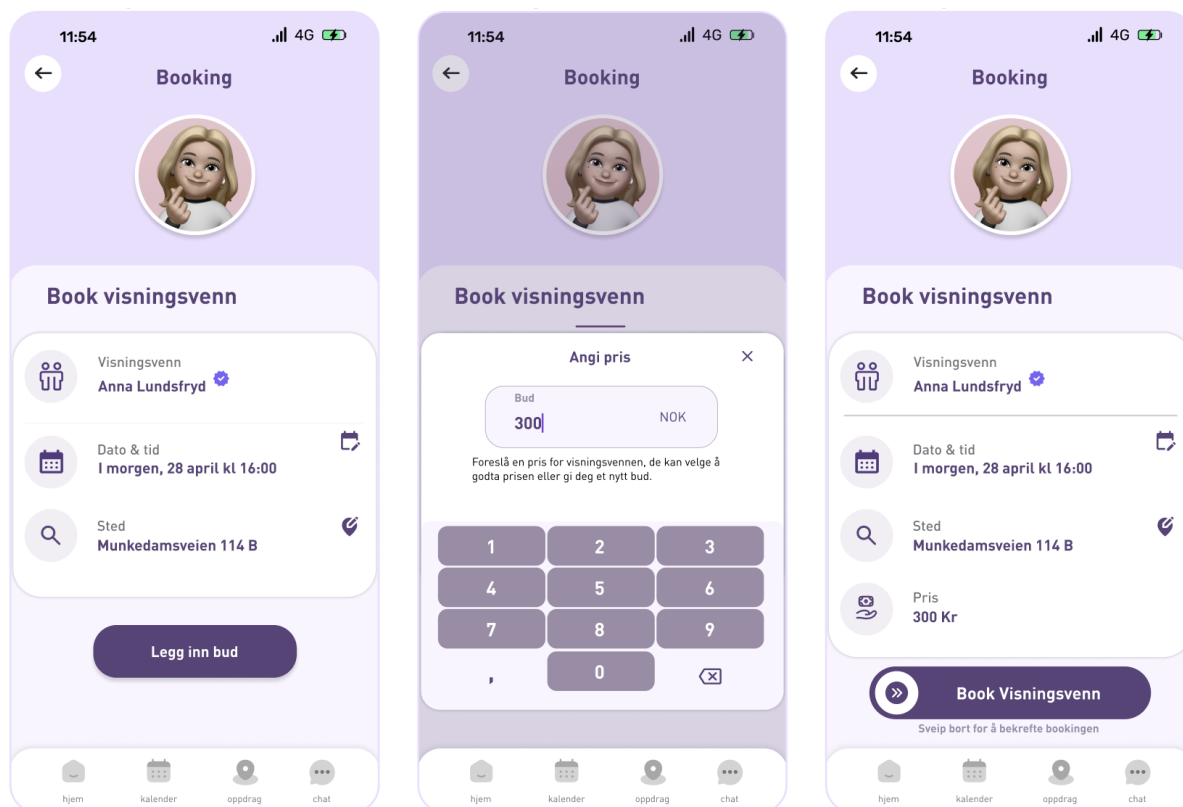 11:54
4G
Booking
Book visningsvenn
Visningsvenn
Anna Lundsfryd
Dato & tid
I morgen, 28 april kl 16:00
Sted
Munkedamsveien 114 B
Legg inn bud
hjem
kalender
oppdrag
chat
11:54
4G
Booking
Book visningsvenn
Angi pris
Bud
300
NOK
Foreslå en pris for visningsvennen, de kan velge å
godta prisen eller gi deg et nytt bud.
1 2 3
4 5 6
7 8 9
, 0
hjem
kalender
oppdrag
chat
11:54
4G
Booking
Book visningsvenn
Visningsvenn
Anna Lundsfryd
Dato & tid
I morgen, 28 april kl 16:00
Sted
Munkedamsveien 114 B
Pris
300 Kr
Book Visningsvenn
Sveip bort for å bekrefte bookingen
hjem
kalender
oppdrag
chat